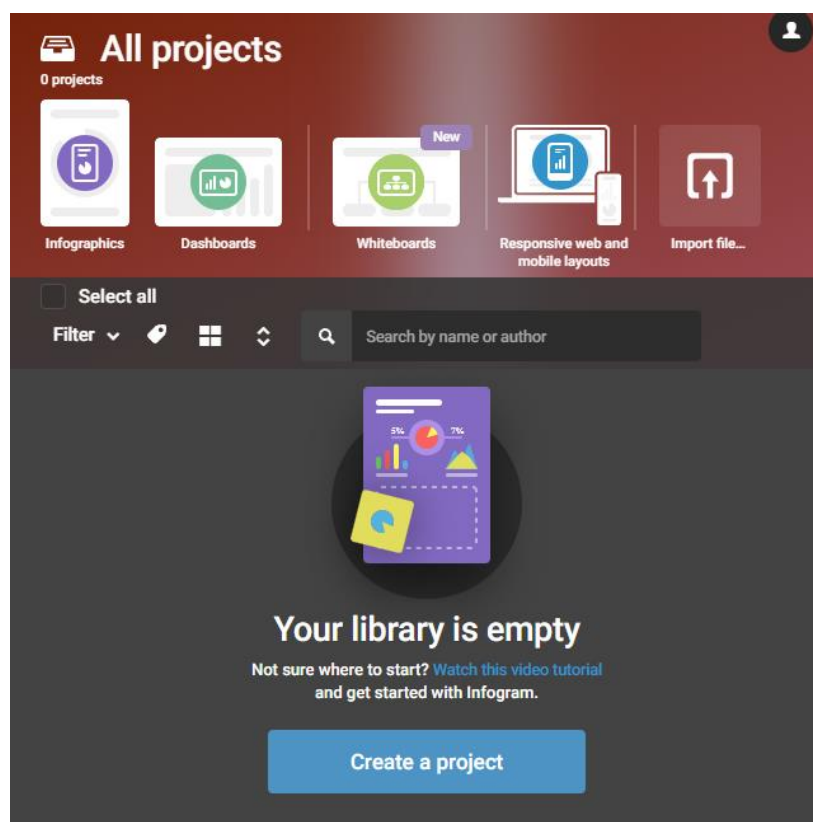 All projects
0 projects
New
Infographics
Dashboards
Whiteboards
Responsive web and
mobile layouts
Import file...
Select all
Filter
Search by name or author
5%
7%
Your library is empty
Not sure where to start? Watch this video tutorial
and get started with Infogram.
Create a project